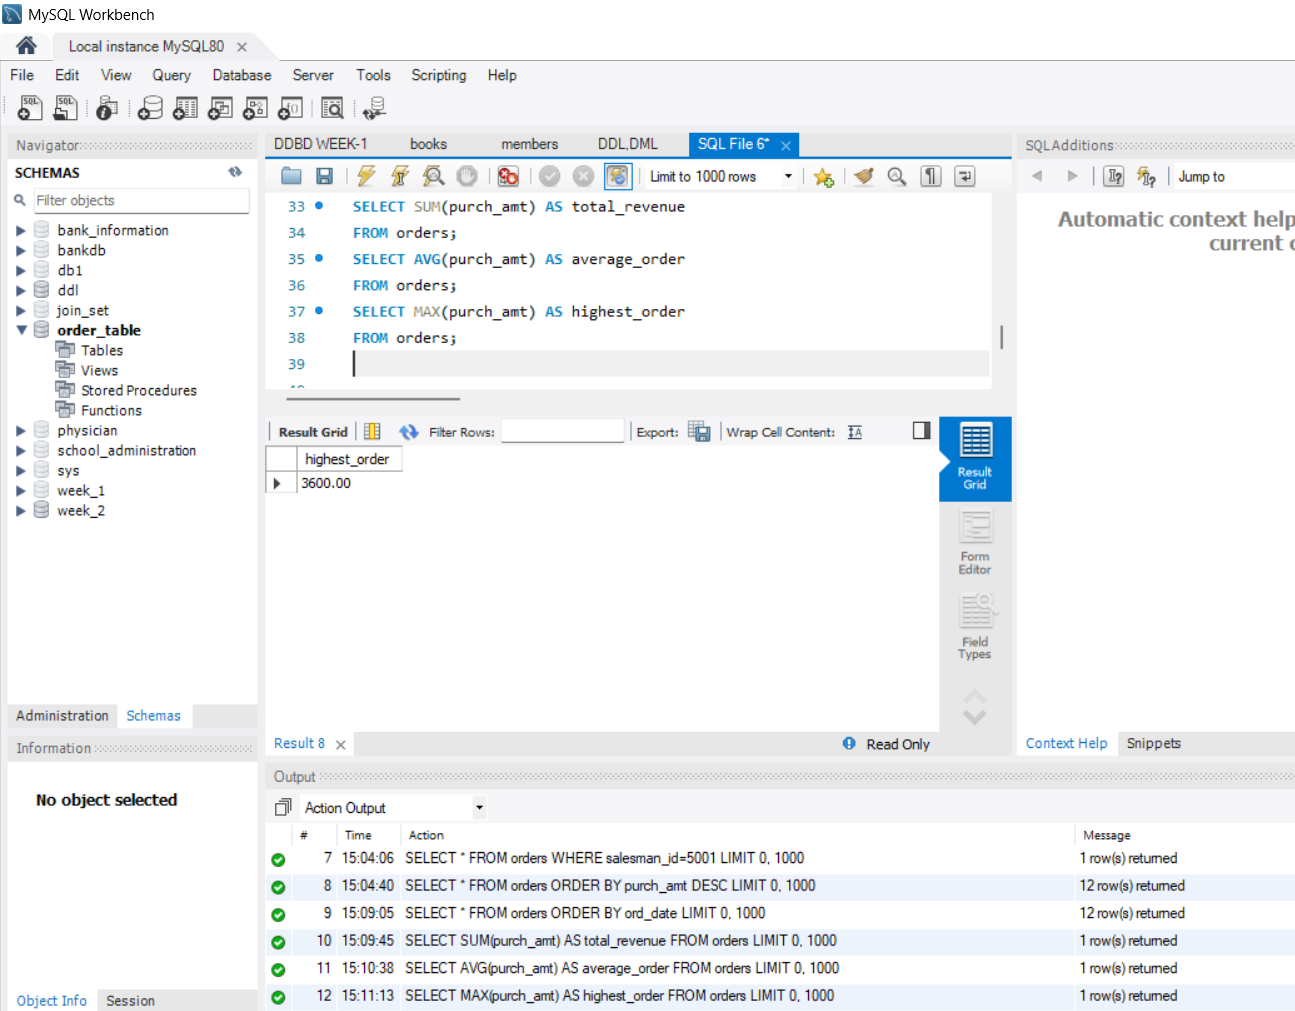 MySQL Workbench
Local instance MySQL80
File Edit View Query Database Server Tools Scripting Help
Navigator
SCHEMAS
Filter objects
bank_information
bankdb
db1
ddl
join_set
order_table
Tables
Views
Stored Procedures
Functions
physician
school_administration
sys
week_1
week_2
Administration Schemas
Information
No object selected
Object Info Session
DDBD WEEK-1 books members DDL,DML SQL File 6*
Limit to 1000 rows
33 SELECT SUM(purch_amt) AS total_revenue
34 FROM orders;
35 SELECT AVG(purch_amt) AS average_order
36 FROM orders;
37 SELECT MAX(purch_amt) AS highest_order
38 FROM orders;
39
Result Grid Filter Rows: Export: Wrap Cell Content:
highest_order
3600.00
Result
Grid
Form
Editor
Field
Types
Result 8 Read Only
SQLAdditions
Jump to
Automatic context help
current
Context Help Snippets
Output
Action Output
# Time Action Message
7 15:04:06 SELECT * FROM orders WHERE salesman_id=5001 LIMIT 0, 1000 1 row(s) returned
8 15:04:40 SELECT * FROM orders ORDER BY purch_amt DESC LIMIT 0, 1000 12 row(s) returned
9 15:09:05 SELECT * FROM orders ORDER BY ord_date LIMIT 0, 1000 12 row(s) returned
10 15:09:45 SELECT SUM(purch_amt) AS total_revenue FROM orders LIMIT 0, 1000 1 row(s) returned
11 15:10:38 SELECT AVG(purch_amt) AS average_order FROM orders LIMIT 0, 1000 1 row(s) returned
12 15:11:13 SELECT MAX(purch_amt) AS highest_order FROM orders LIMIT 0, 1000 1 row(s) returned